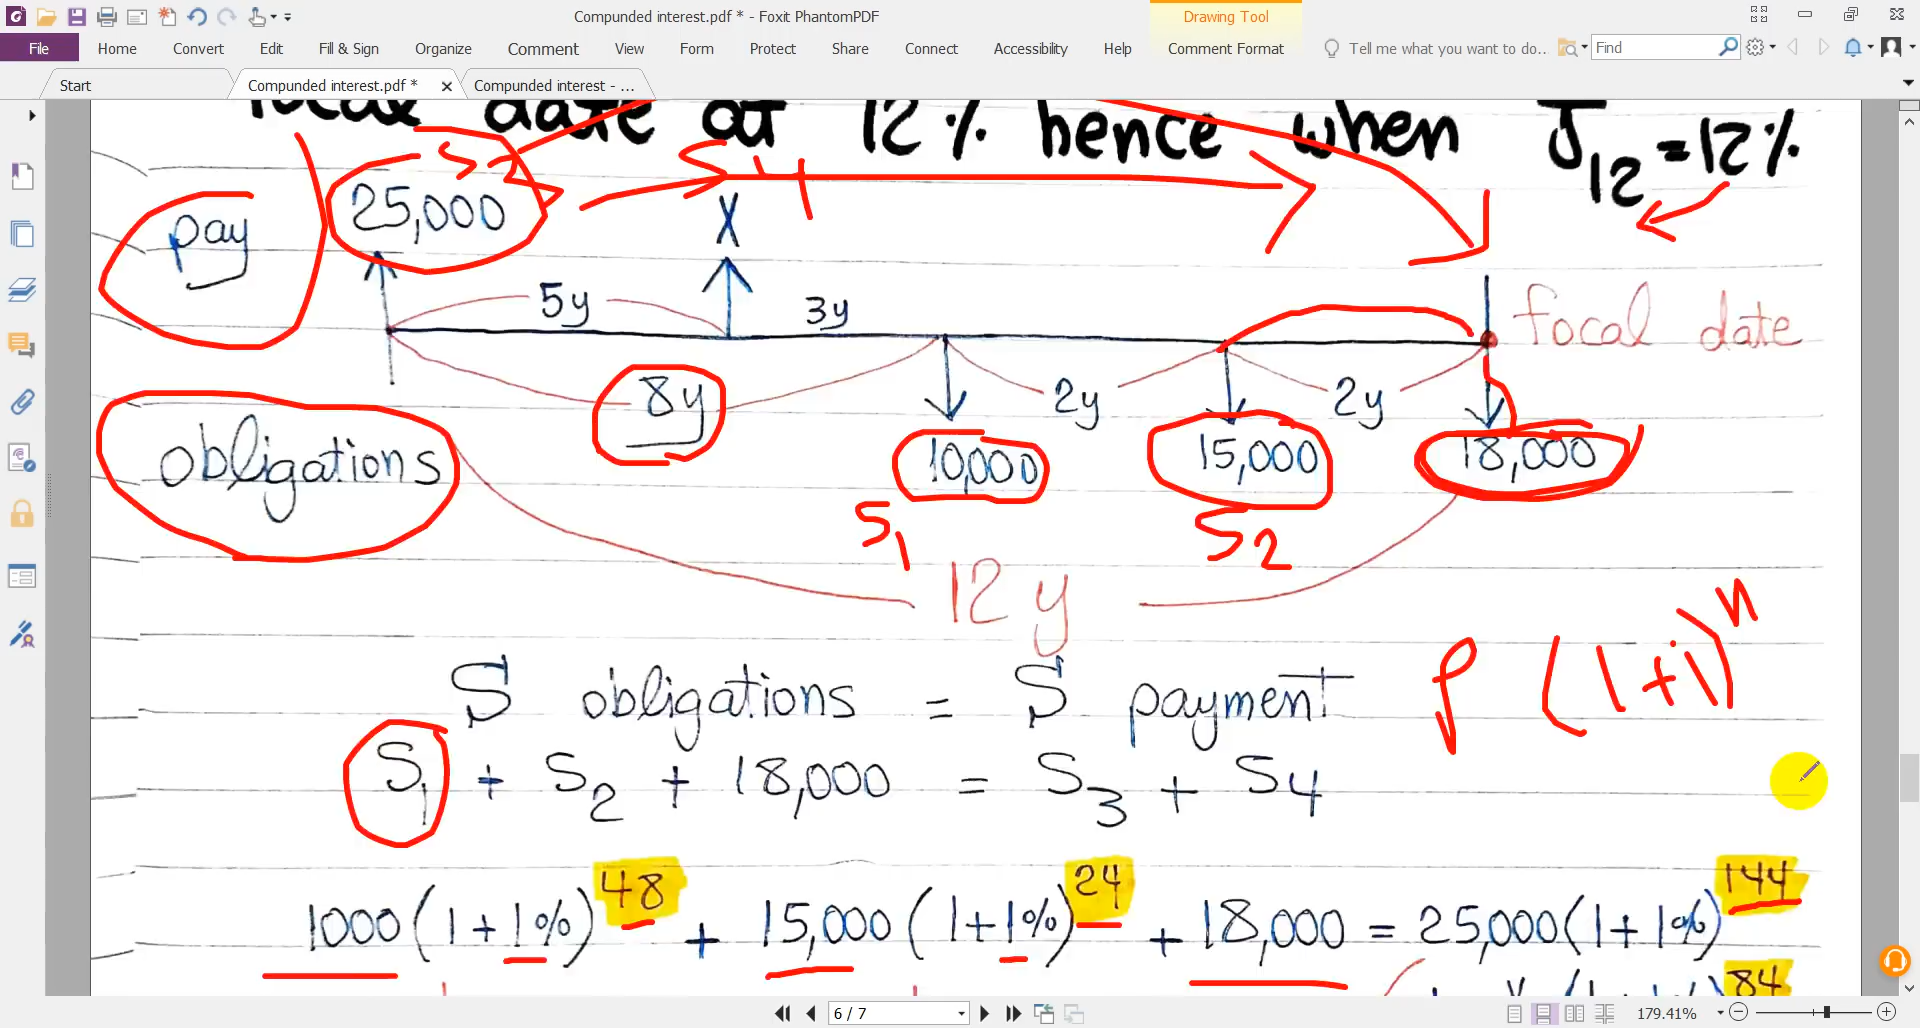 Compunded interest.pdf * - Foxit PhantomPDF
Drawing Tool
File Home Convert Edit Fill & Sign Organize Comment View Form Protect Share Connect Accessibility Help Comment Format Tell me what you want to do.. Find
Start Compunded interest.pdf * Compunded interest - ...
focal date at 12% hence when J12 = 12%
pay 25,000 X
5y 3y focal date
8y 2y 2y
obligations 10,000 15,000 18,000
S1 S2
12 y
P (1+i)^n
S obligations = S payment
S1 + S2 + 18,000 = S3 + S4
1000 (1 + 1%)^48 + 15,000 (1+1%)^24 + 18,000 = 25,000 (1 + 1%)^144
84
6 / 7 179.41%